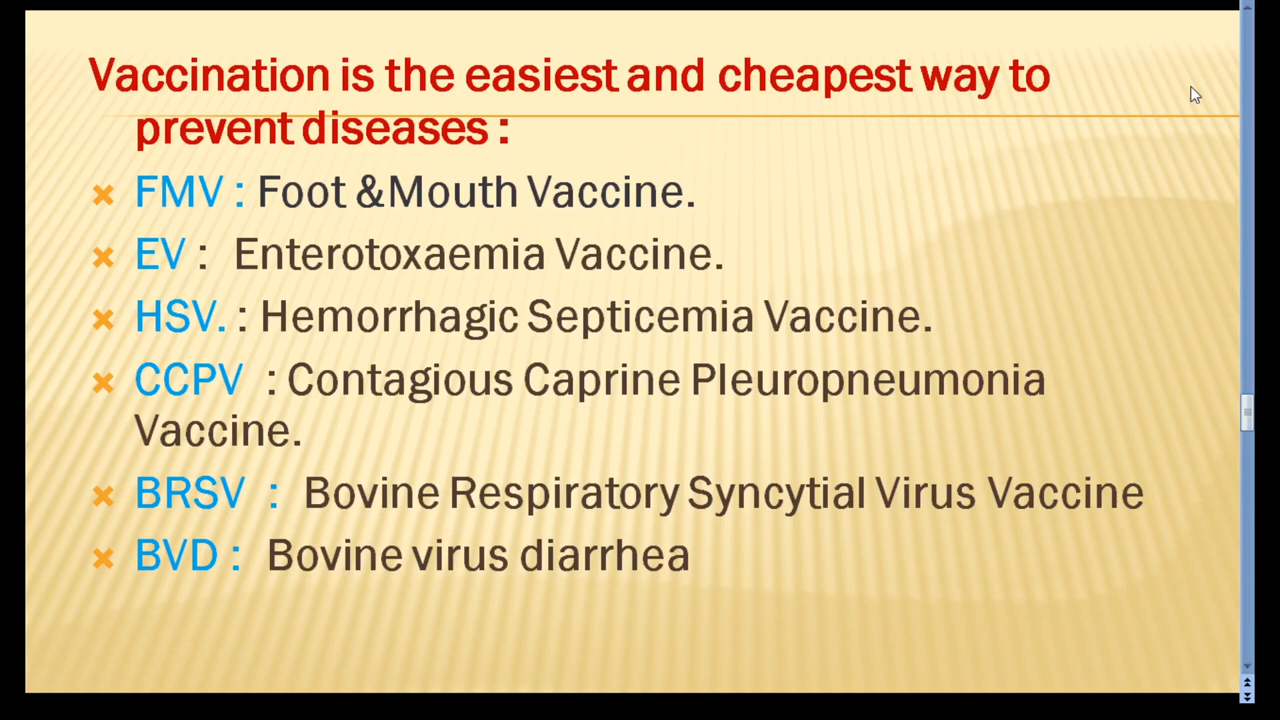 Vaccination is the easiest and cheapest way to
prevent diseases :
FMV : Foot &Mouth Vaccine.
EV : Enterotoxaemia Vaccine.
HSV. : Hemorrhagic Septicemia Vaccine.
CCPV : Contagious Caprine Pleuropneumonia
Vaccine.
BRSV : Bovine Respiratory Syncytial Virus Vaccine
BVD : Bovine virus diarrhea